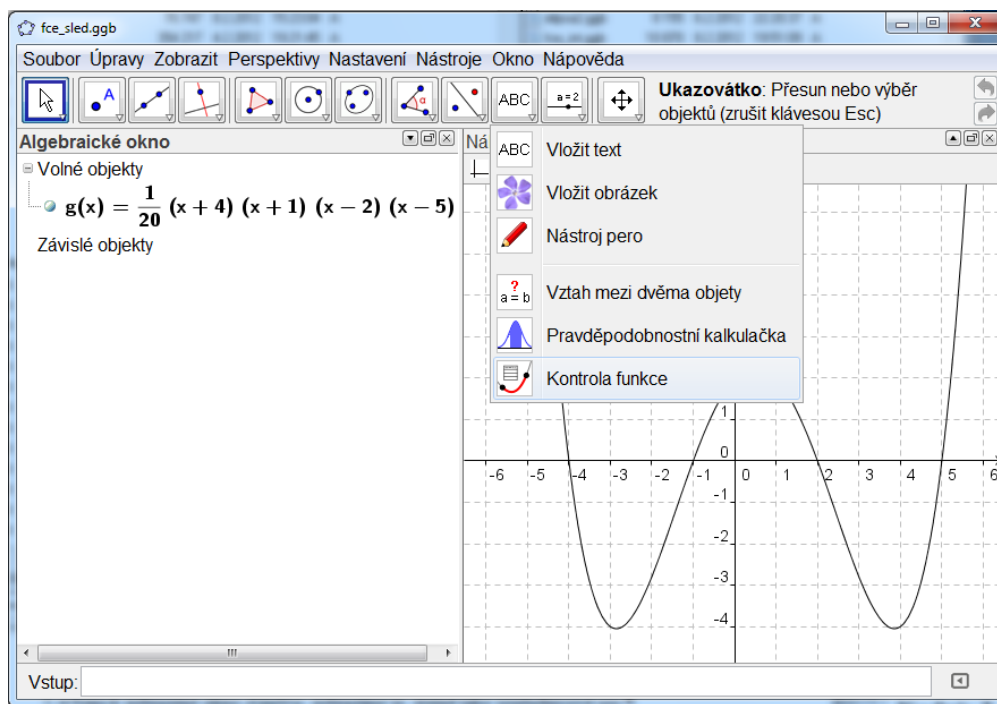 fce_sled.ggb
Soubor Úpravy Zobrazit Perspektivy Nastavení Nástroje Okno Nápověda
A
α
ABC
a=2
Ukazovátko: Přesun nebo výběr
objektů (zrušit klávesou Esc)
Algebraické okno
Ná
Volné objekty
g(x) = 1/20 (x + 4) (x + 1) (x – 2) (x – 5)
Závislé objekty
ABC Vložit text
Vložit obrázek
Nástroj pero
? a = b Vztah mezi dvěma objety
Pravděpodobnostní kalkulačka
Kontrola funkce
1
0
-6 -5 -4 -3 -2 -1 0 1 2 3 4 5 6
-1
-2
-3
-4
Vstup: